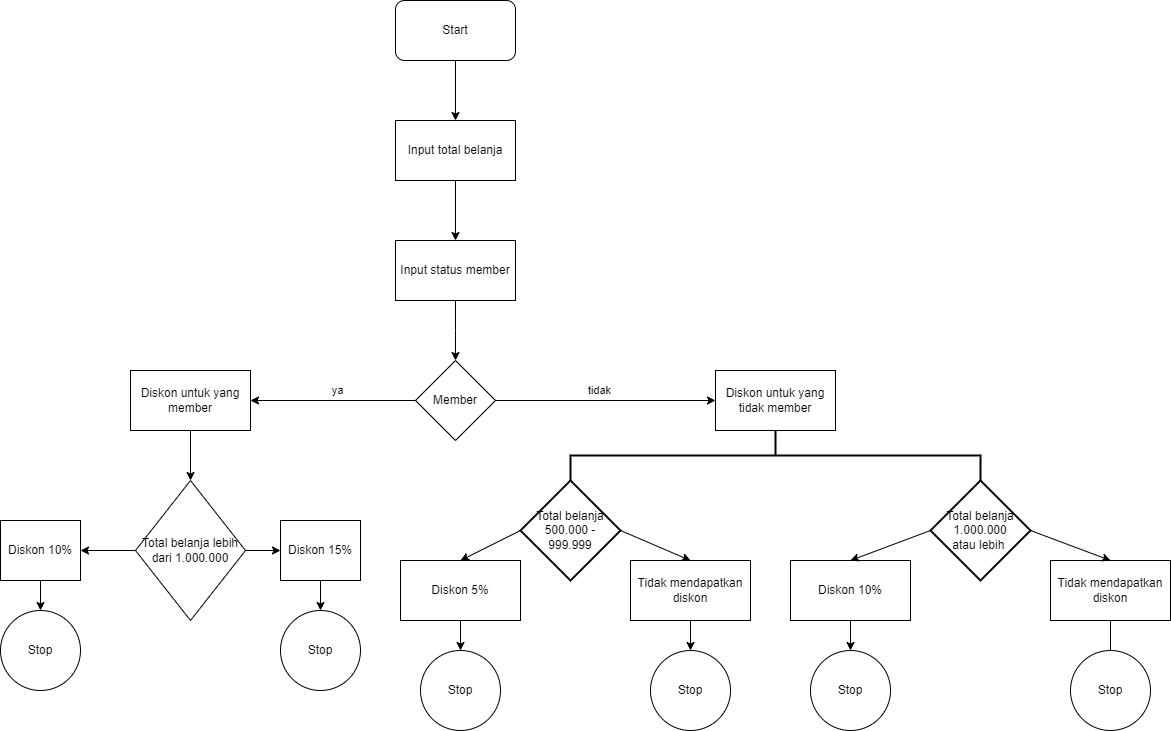 Start
Input total belanja
Input status member
Member
ya
tidak
Diskon untuk yang
member
Diskon untuk yang
tidak member
Total belanja lebih
dari 1.000.000
Diskon 10%
Diskon 15%
Stop
Stop
Total belanja
500.000 -
999.999
Total belanja
1.000.000
atau lebih
Diskon 5%
Tidak mendapatkan
diskon
Diskon 10%
Tidak mendapatkan
diskon
Stop
Stop
Stop
Stop